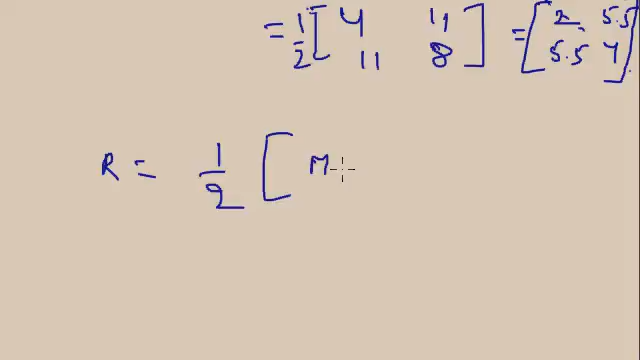 = 1/2 [ 4 11 = [ 2 5.5
11 8 ] 5.5 4 ]
R = 1/2 [ M